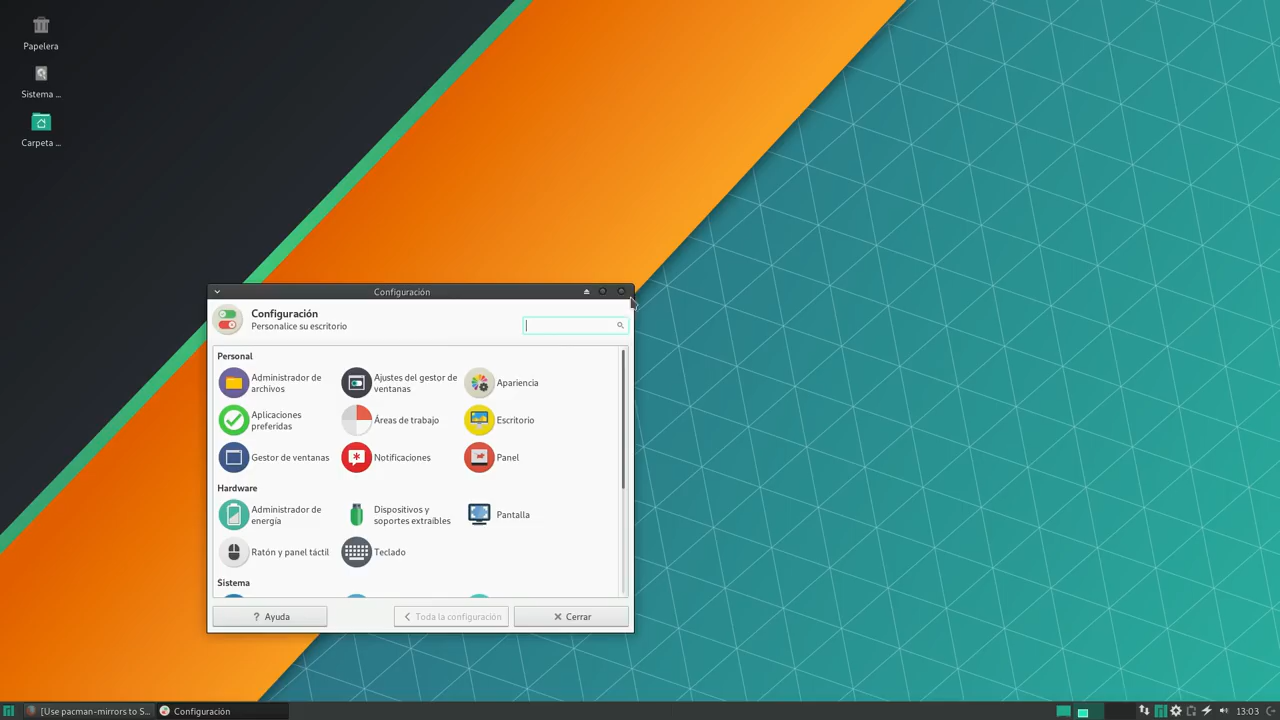 Papelera
Sistema ...
Carpeta ...
Configuración
Configuración
Personalice su escritorio
Personal
Administrador de
archivos
Ajustes del gestor de
ventanas
Apariencia
Aplicaciones
preferidas
Áreas de trabajo
Escritorio
Gestor de ventanas
Notificaciones
Panel
Hardware
Administrador de
energía
Dispositivos y
soportes extraíbles
Pantalla
Ratón y panel táctil
Teclado
Sistema
? Ayuda
Toda la configuración
Cerrar
[Use pacman-mirrors to S...
Configuración
13:03